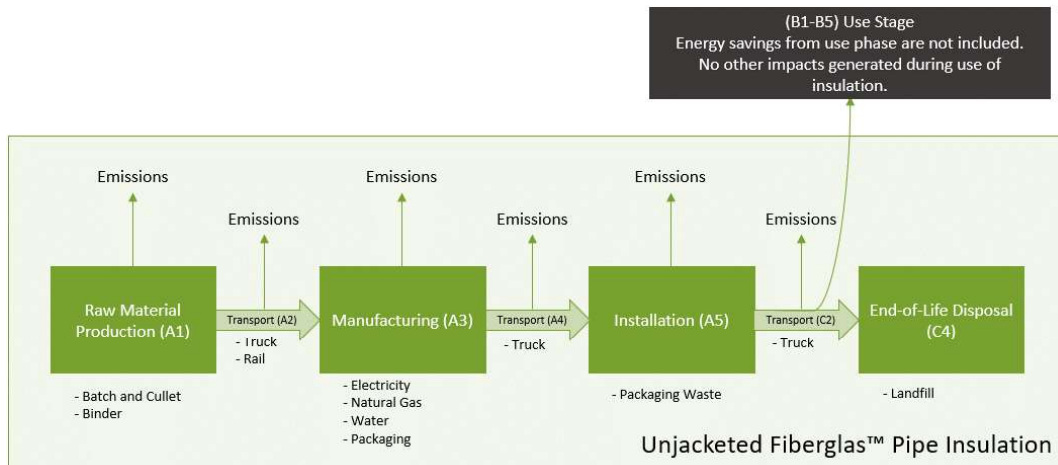 (B1-B5) Use Stage
Energy savings from use phase are not included.
No other impacts generated during use of
insulation.
Emissions
Emissions
Emissions
Emissions
Emissions
Emissions
Raw Material
Production (A1)
Transport (A2)
- Truck
- Rail
Manufacturing (A3)
Transport (A4)
- Truck
Installation (A5)
Transport (C2)
- Truck
End-of-Life Disposal
(C4)
- Batch and Cullet
- Binder
- Electricity
- Natural Gas
- Water
- Packaging
- Packaging Waste
- Landfill
Unjacketed Fiberglas™ Pipe Insulation